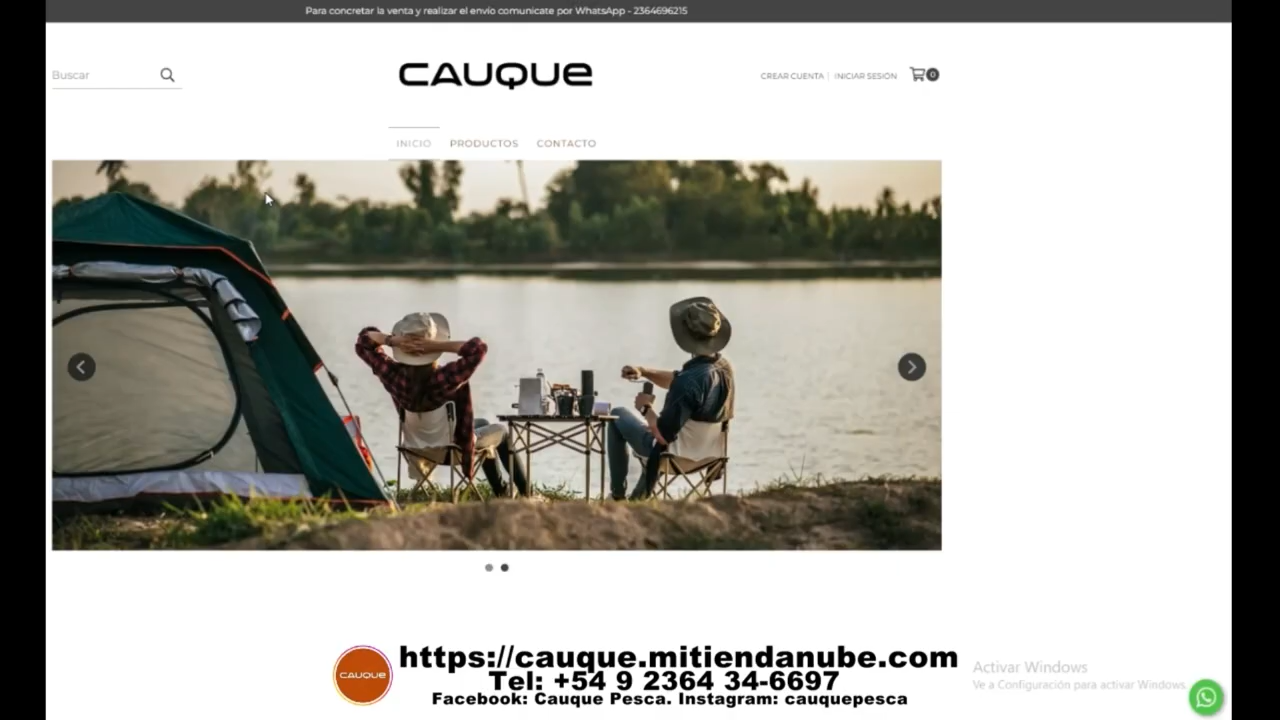 Para concretar la venta y realizar el envío comunicate por WhatsApp - 2364696215
Buscar
CAUQUE
CREAR CUENTA | INICIAR SESIÓN
0
INICIO PRODUCTOS CONTACTO
CAUQUE
https://cauque.mitiendanube.com
Tel: +54 9 2364 34-6697
Facebook: Cauque Pesca. Instagram: cauquepesca
Activar Windows
Ve a Configuración para activar Windows.